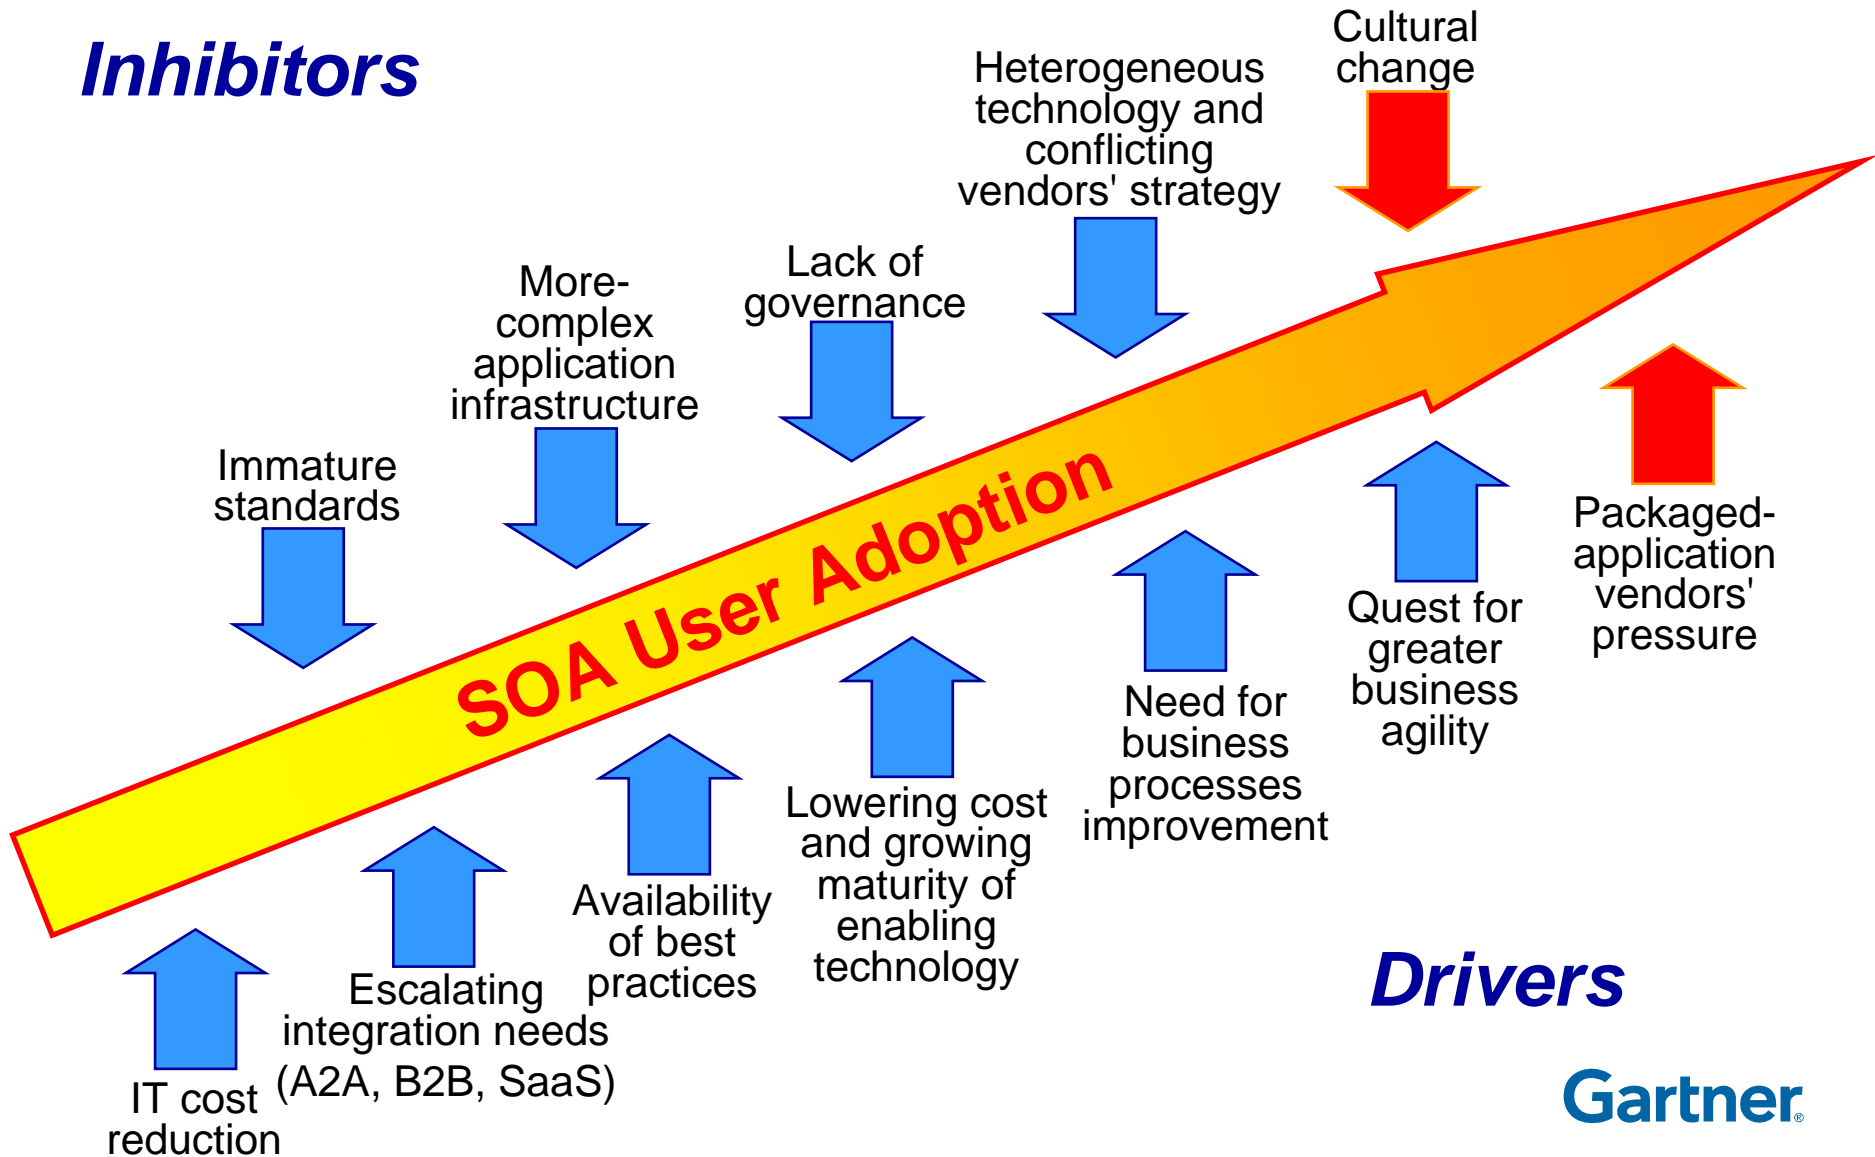 Inhibitors
Cultural
change
Heterogeneous
technology and
conflicting
vendors' strategy
Lack of
governance
More-
complex
application
infrastructure
Immature
standards
SOA User Adoption
IT cost
reduction
Escalating
integration needs
(A2A, B2B, SaaS)
Availability
of best
practices
Lowering cost
and growing
maturity of
enabling
technology
Need for
business
processes
improvement
Quest for
greater
business
agility
Packaged-
application
vendors'
pressure
Drivers
Gartner®